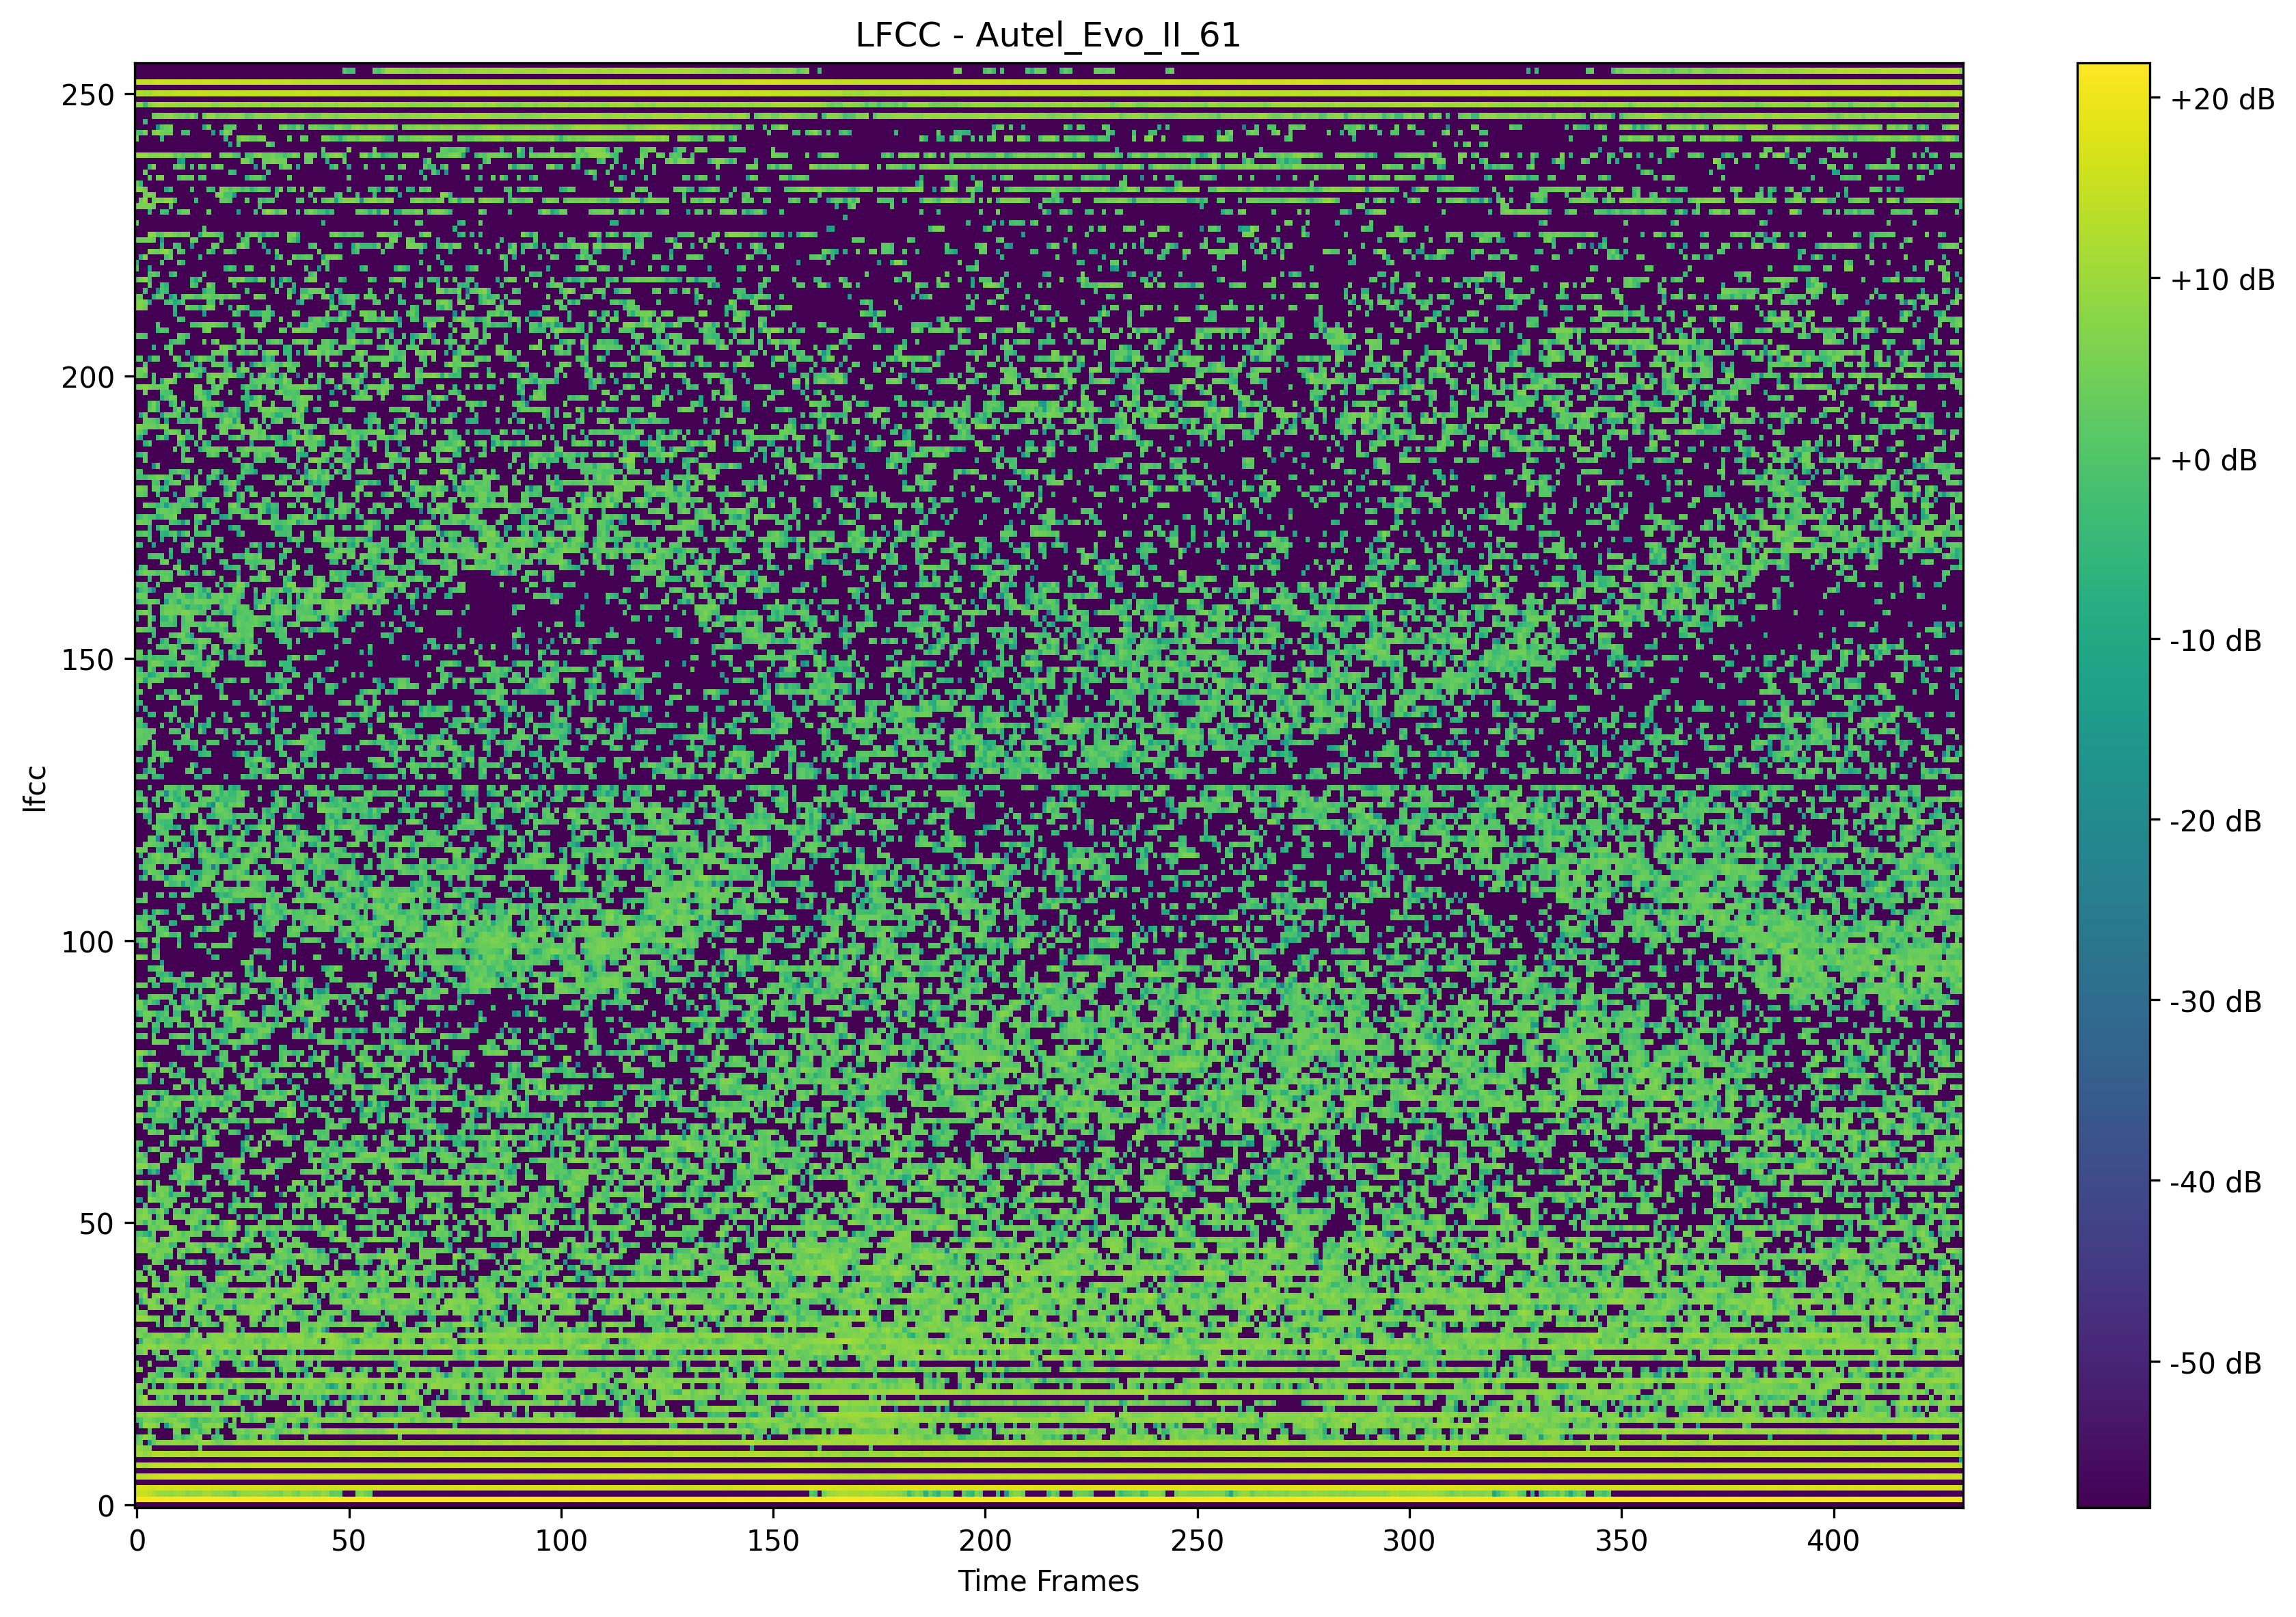 LFCC - Autel_Evo_II_61
250
200
150
100
50
0
lfcc
0 50 100 150 200 250 300 350 400
Time Frames
+20 dB
+10 dB
+0 dB
-10 dB
-20 dB
-30 dB
-40 dB
-50 dB